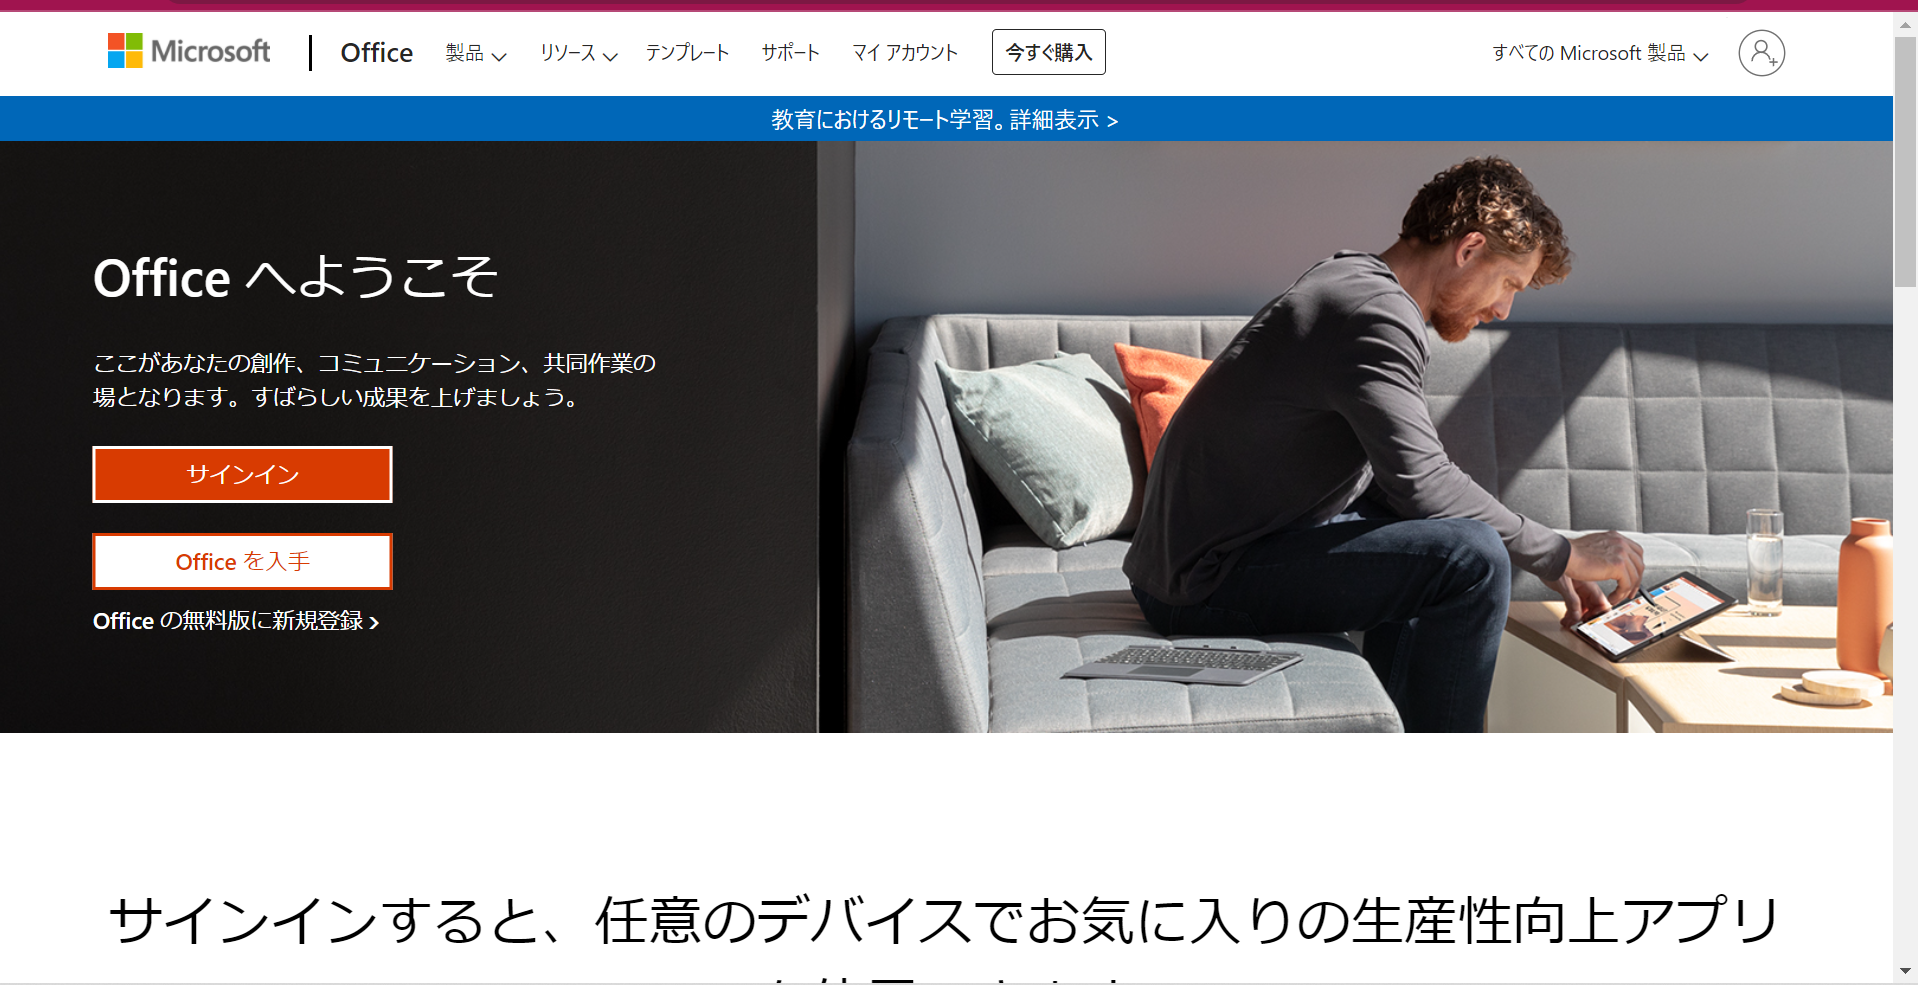 Microsoft
Office
製品
リソース
テンプレート
サポート
マイ アカウント
今すぐ購入
すべての Microsoft 製品
教育におけるリモート学習。詳細表示 >
Office へようこそ
ここがあなたの創作、コミュニケーション、共同作業の
場となります。すばらしい成果を上げましょう。
サインイン
Office を入手
Office の無料版に新規登録 >
サインインすると、任意のデバイスでお気に入りの生産性向上アプリ